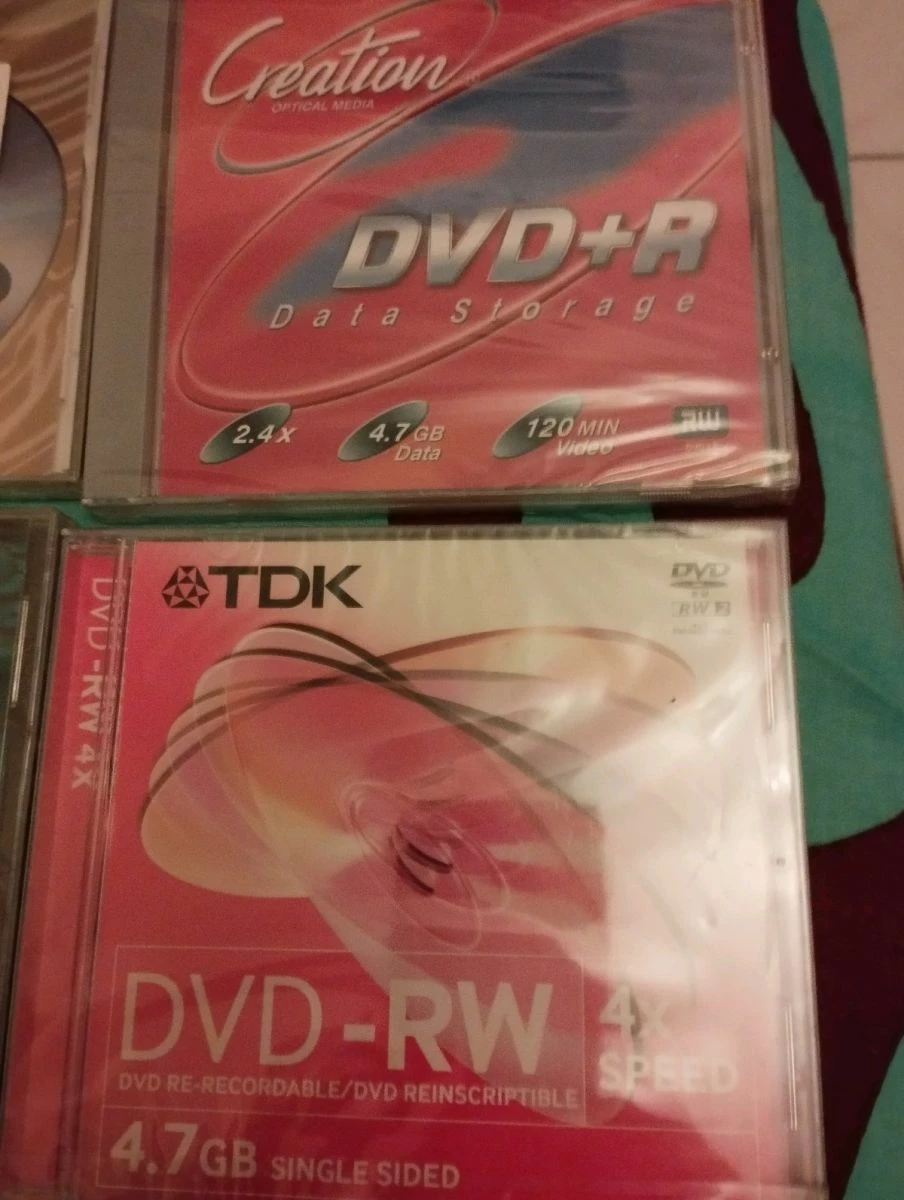 Creation
OPTICAL MEDIA
DVD+R
Data Storage
2.4X
4.7 GB
Data
120 MIN
Video
RW
TDK
DVD
RW
2
DVD-RW 4X
DVD-RW
4x
SPEED
DVD RE-RECORDABLE/DVD REINSCRIPTIBLE
4.7GB SINGLE SIDED